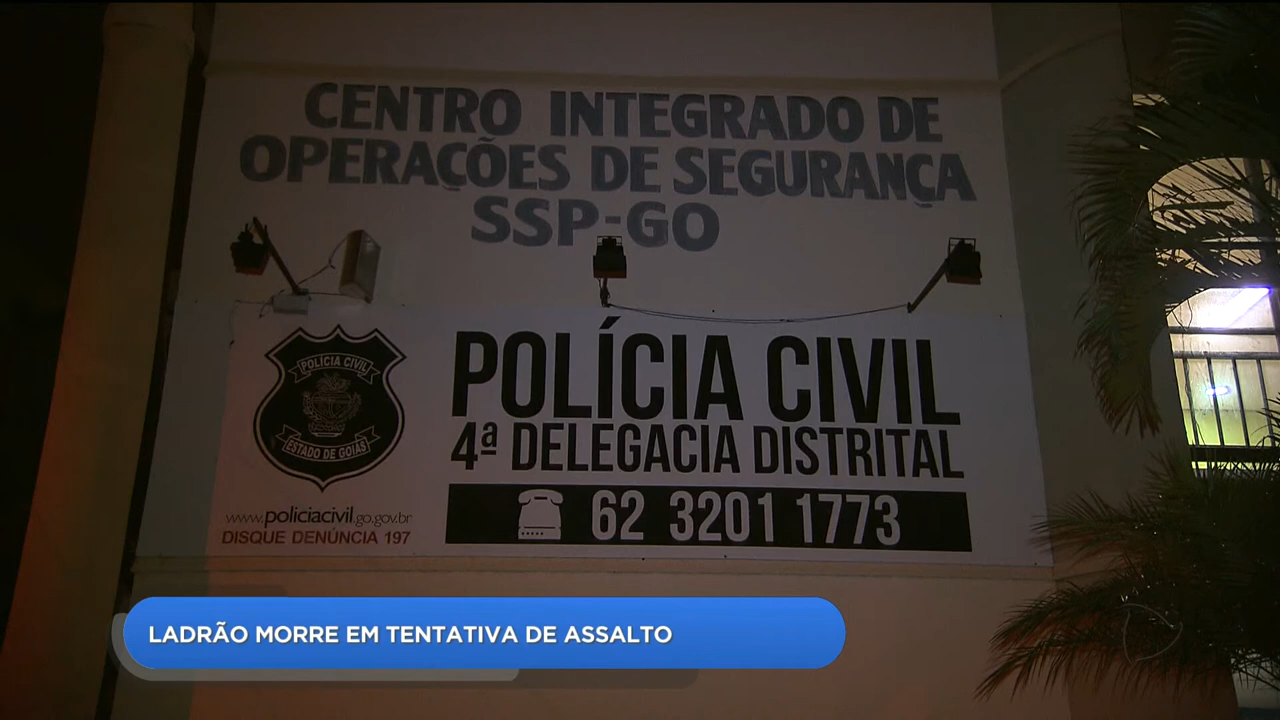 CENTRO INTEGRADO DE
OPERAÇÕES DE SEGURANÇA
SSP-GO
POLÍCIA CIVIL
ESTADO DE GOIÁS
www.policiacivil.go.gov.br
DISQUE DENÚNCIA 197
POLÍCIA CIVIL
4ª DELEGACIA DISTRITAL
62 3201 1773
LADRÃO MORRE EM TENTATIVA DE ASSALTO